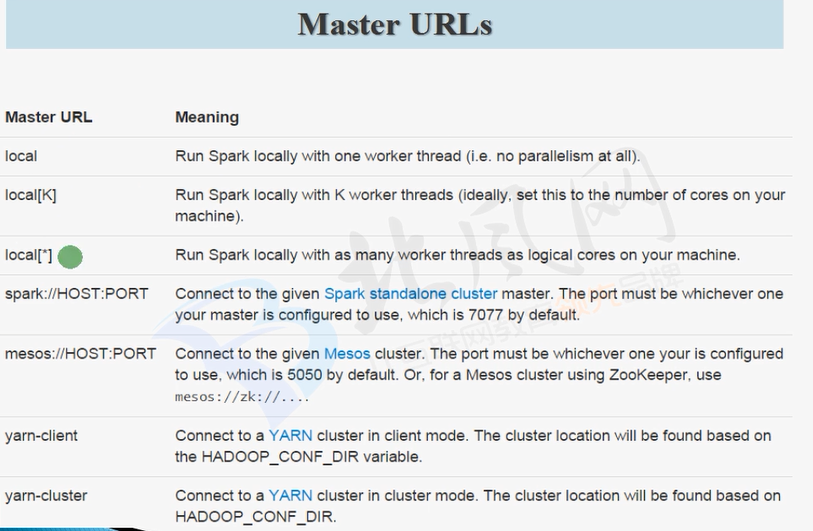 Master URLs
Master URL Meaning
local Run Spark locally with one worker thread (i.e. no parallelism at all).
local[K] Run Spark locally with K worker threads (ideally, set this to the number of cores on your
machine).
local[*] Run Spark locally with as many worker threads as logical cores on your machine.
spark://HOST:PORT Connect to the given Spark standalone cluster master. The port must be whichever one
your master is configured to use, which is 7077 by default.
mesos://HOST:PORT Connect to the given Mesos cluster. The port must be whichever one your is configured
to use, which is 5050 by default. Or, for a Mesos cluster using ZooKeeper, use
mesos://zk://....
yarn-client Connect to a YARN cluster in client mode. The cluster location will be found based on
the HADOOP_CONF_DIR variable.
yarn-cluster Connect to a YARN cluster in cluster mode. The cluster location will be found based on
HADOOP_CONF_DIR.
北风网